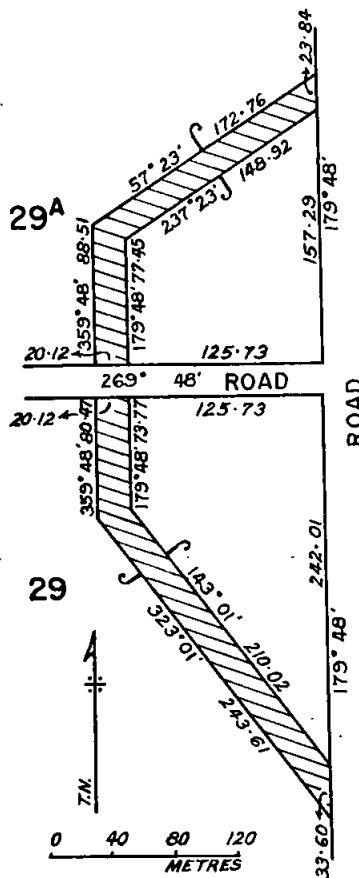 23·84
57° 23' 172·76
237° 23' 148·92
29A
359° 48' 88·51
179° 48' 77·45
157·29
179° 48'
20·12
125·73
269° 48' ROAD
ROAD
20·12
125·73
359° 48' 80·47
179° 48' 73·77
242·01
179° 48'
29
143° 01'
210·02
323° 01'
243·61
T.N.
33·60
0 40 80 120
METRES